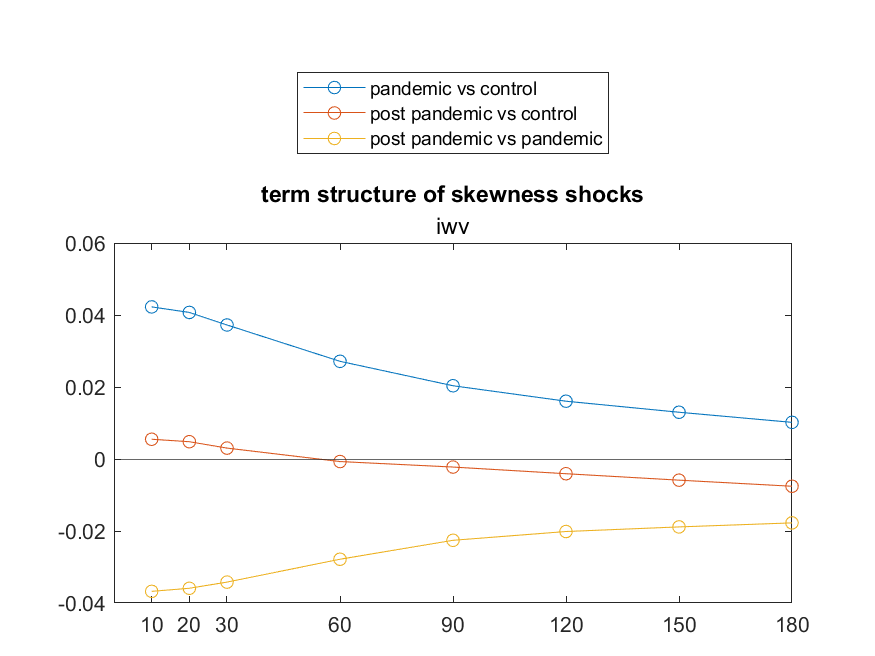 pandemic vs control
post pandemic vs control
post pandemic vs pandemic
term structure of skewness shocks
iwv
0.06
0.04
0.02
0
-0.02
-0.04
10 20 30 60 90 120 150 180